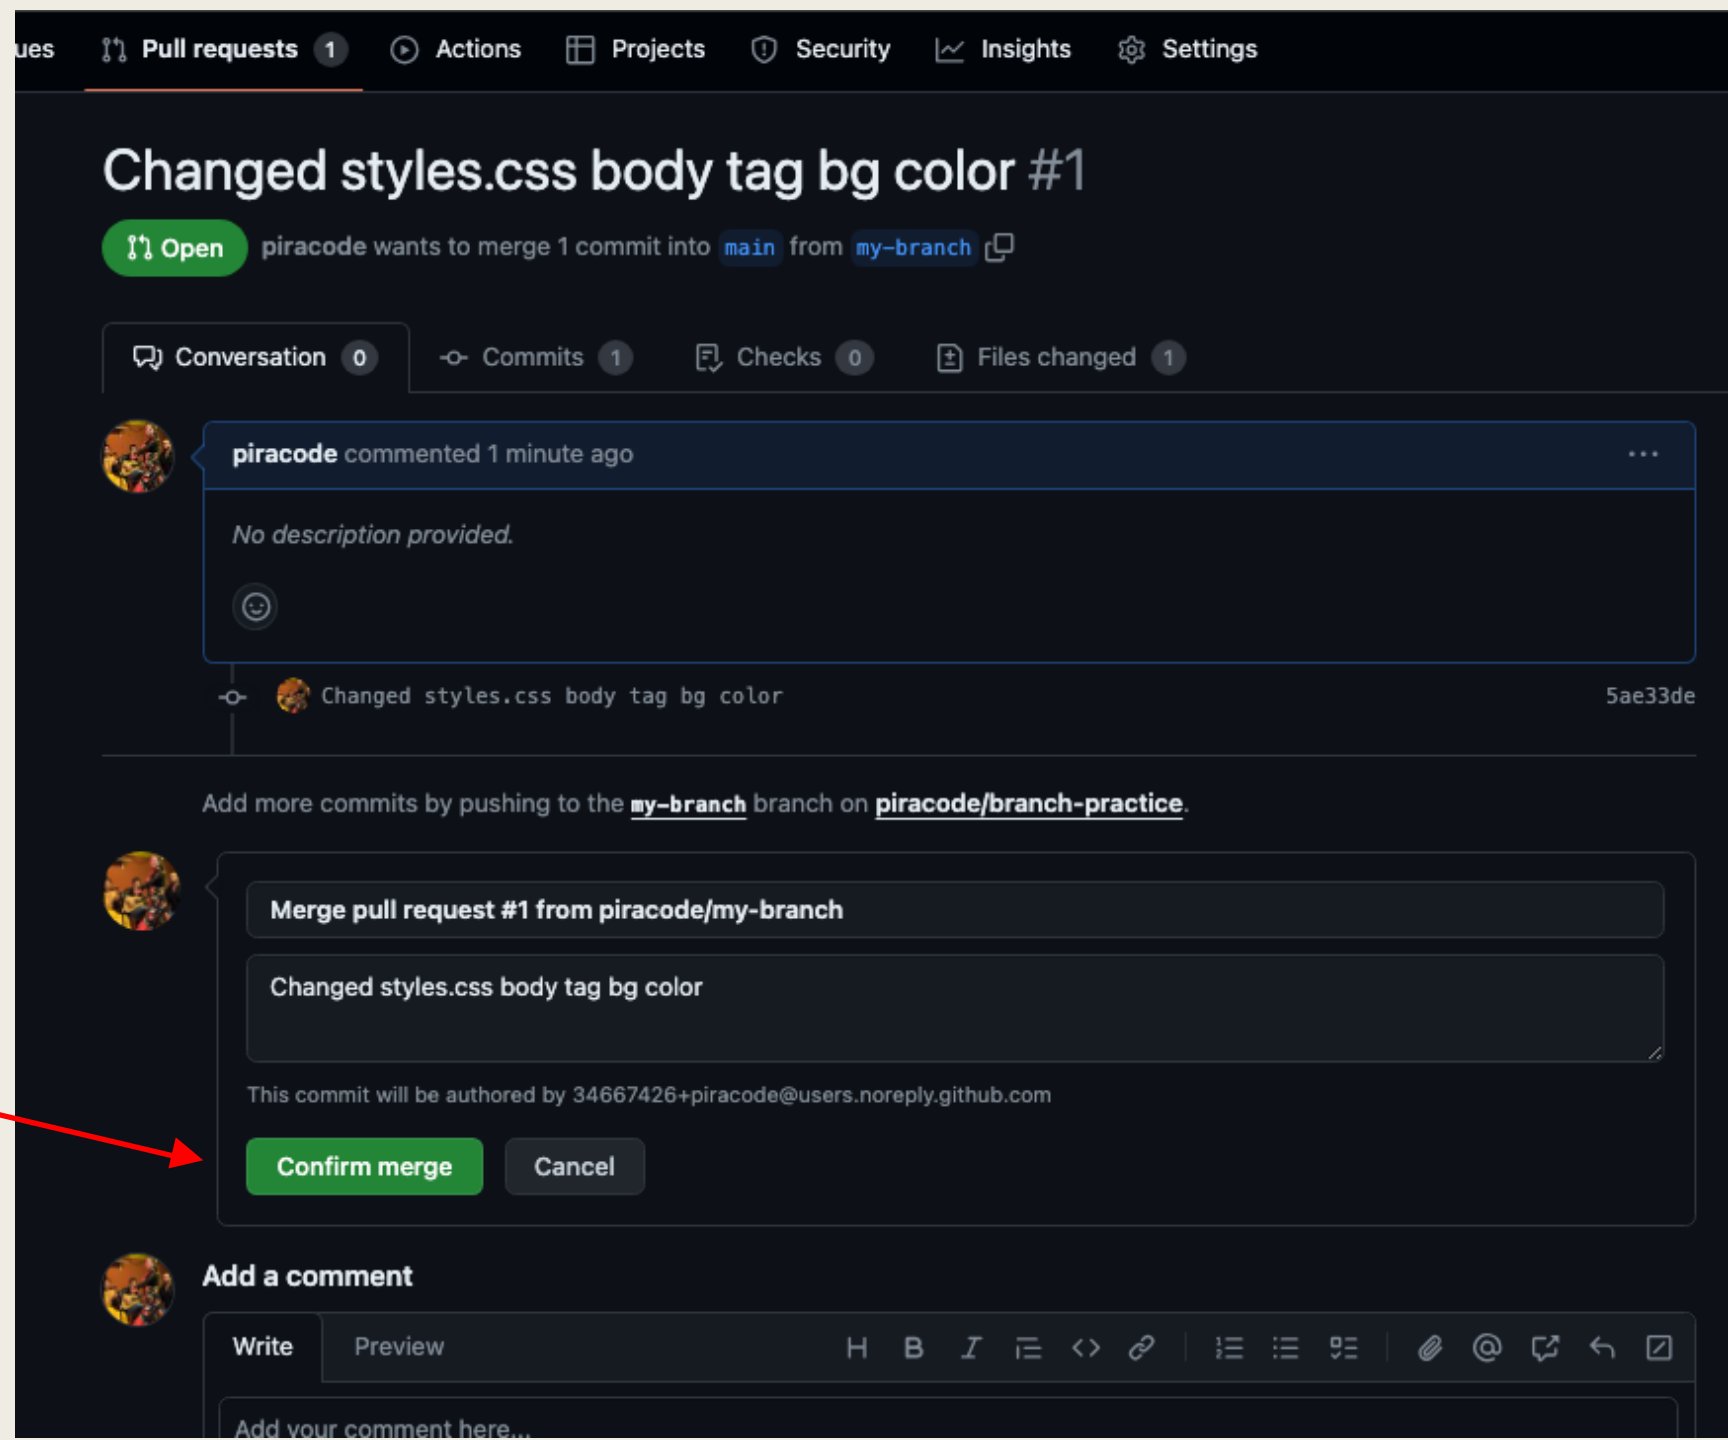 ues Pull requests 1 Actions Projects Security Insights Settings
Changed styles.css body tag bg color #1
Open piracode wants to merge 1 commit into main from my-branch
Conversation 0 Commits 1 Checks 0 Files changed 1
piracode commented 1 minute ago
No description provided.
Changed styles.css body tag bg color 5ae33de
Add more commits by pushing to the my-branch branch on piracode/branch-practice.
Merge pull request #1 from piracode/my-branch
Changed styles.css body tag bg color
This commit will be authored by 34667426+piracode@users.noreply.github.com
Confirm merge Cancel
Add a comment
Write Preview
Add your comment here...